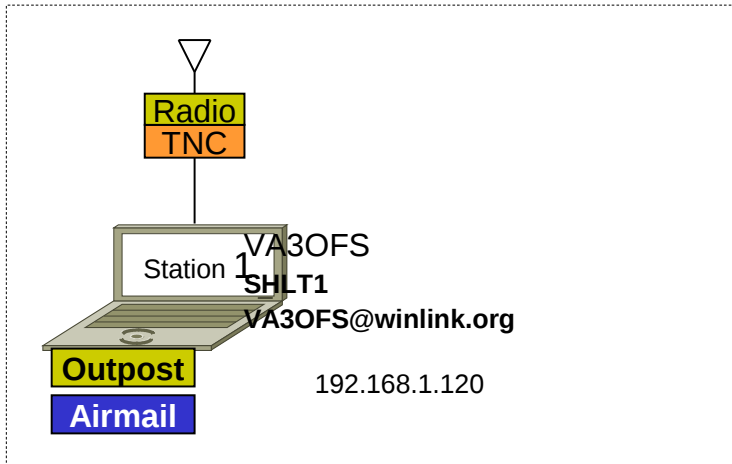 Radio
TNC
Station 1
VA3OFS
SHLT1
VA3OFS@winlink.org
Outpost
192.168.1.120
Airmail